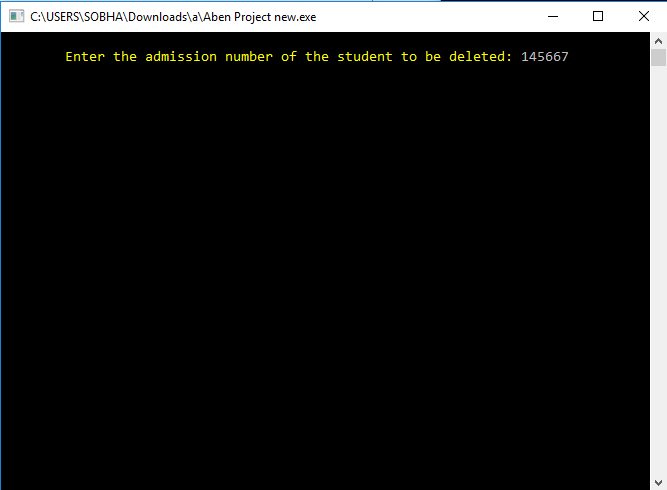 C:\USERS\SOBHA\Downloads\a\Aben Project new.exe
Enter the admission number of the student to be deleted: 145667